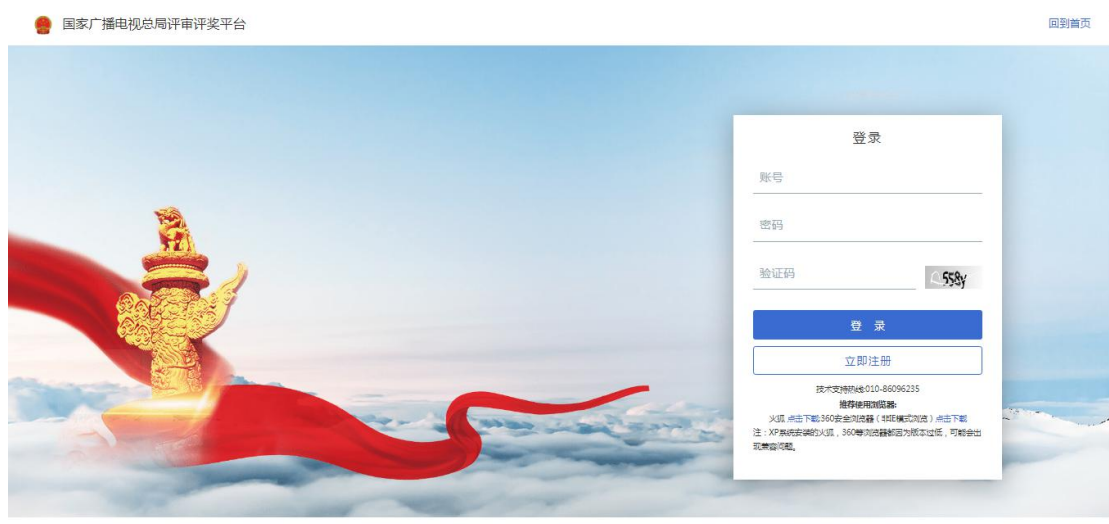 国家广播电视总局评审评奖平台
回到首页
登录
账号
密码
验证码
558y
登 录
立即注册
技术支持热线:010-86096235
推荐使用浏览器:
火狐 点击下载;360安全浏览器（非IE模式浏览）点击下载
注：XP系统安装的火狐，360等浏览器都因为版本过低，可能会出
现兼容问题。